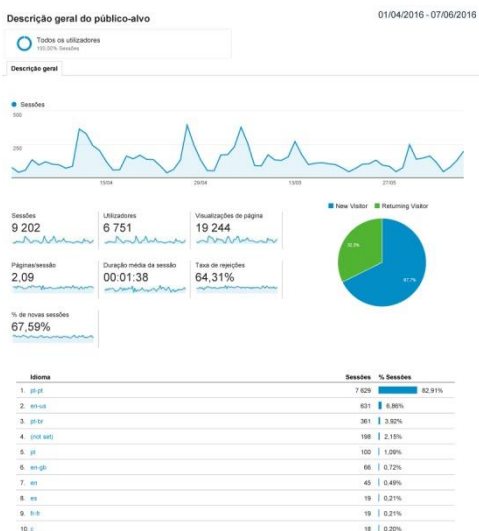 Descrição geral do público-alvo
01/04/2016 - 07/06/2016
Todos os utilizadores
100,00% Sessões
Descrição geral
Sessões
500
250
15/04 29/04 13/05 27/05
New Visitor Returning Visitor
Sessões Utilizadores Visualizações de página
9 202 6 751 19 244
Páginas/sessão Duração média da sessão Taxa de rejeições
2,09 00:01:38 64,31%
% de novas sessões
67,59%
67,7%
Idioma Sessões % Sessões
1. pt-pt 7 629 82,91%
2. en-us 631 6,86%
3. pt-br 361 3,92%
4. (not set) 198 2,15%
5. pt 100 1,09%
6. en-gb 66 0,72%
7. en 45 0,49%
8. es 19 0,21%
9. fr-fr 19 0,21%
10. c 18 0,20%